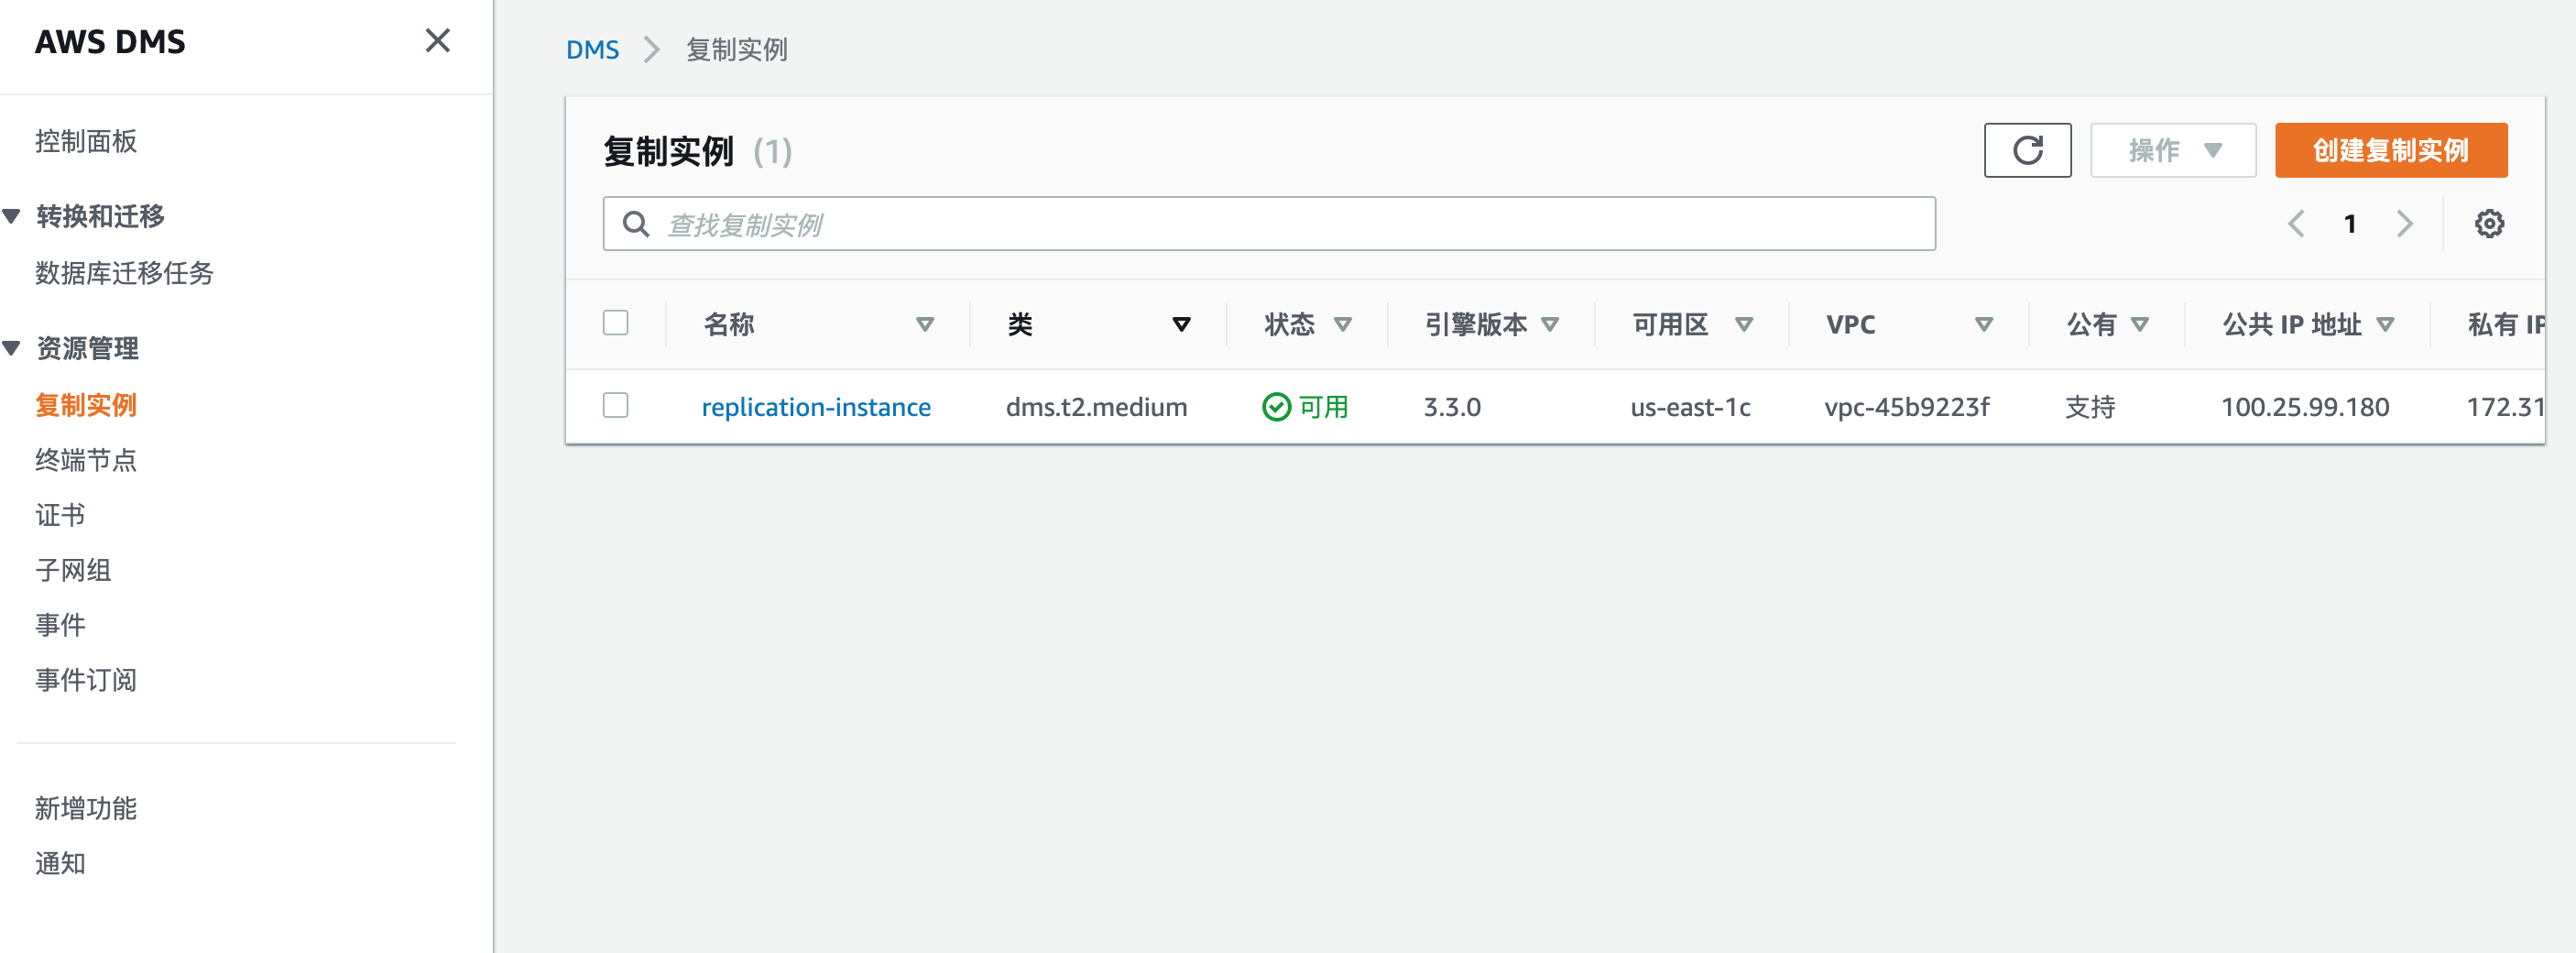 AWS DMS
控制面板
转换和迁移
数据库迁移任务
资源管理
复制实例
终端节点
证书
子网组
事件
事件订阅
新增功能
通知
DMS 复制实例
复制实例 (1)
操作 创建复制实例
查找复制实例
1
名称 类 状态 引擎版本 可用区 VPC 公有 公共 IP 地址 私有 IP
replication-instance dms.t2.medium 可用 3.3.0 us-east-1c vpc-45b9223f 支持 100.25.99.180 172.31